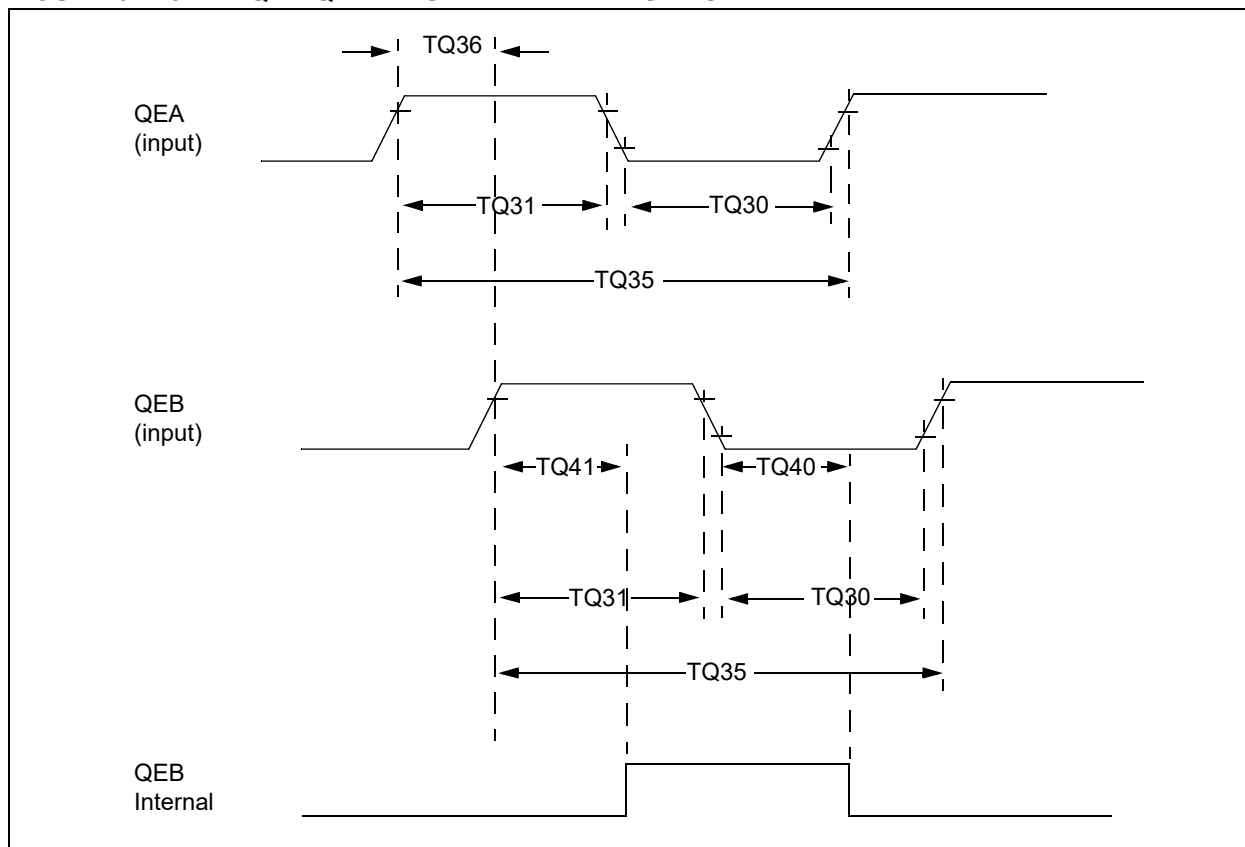 TQ36
QEA
(input)
TQ31
TQ30
TQ35
QEB
(input)
TQ41
TQ40
TQ31
TQ30
TQ35
QEB
Internal